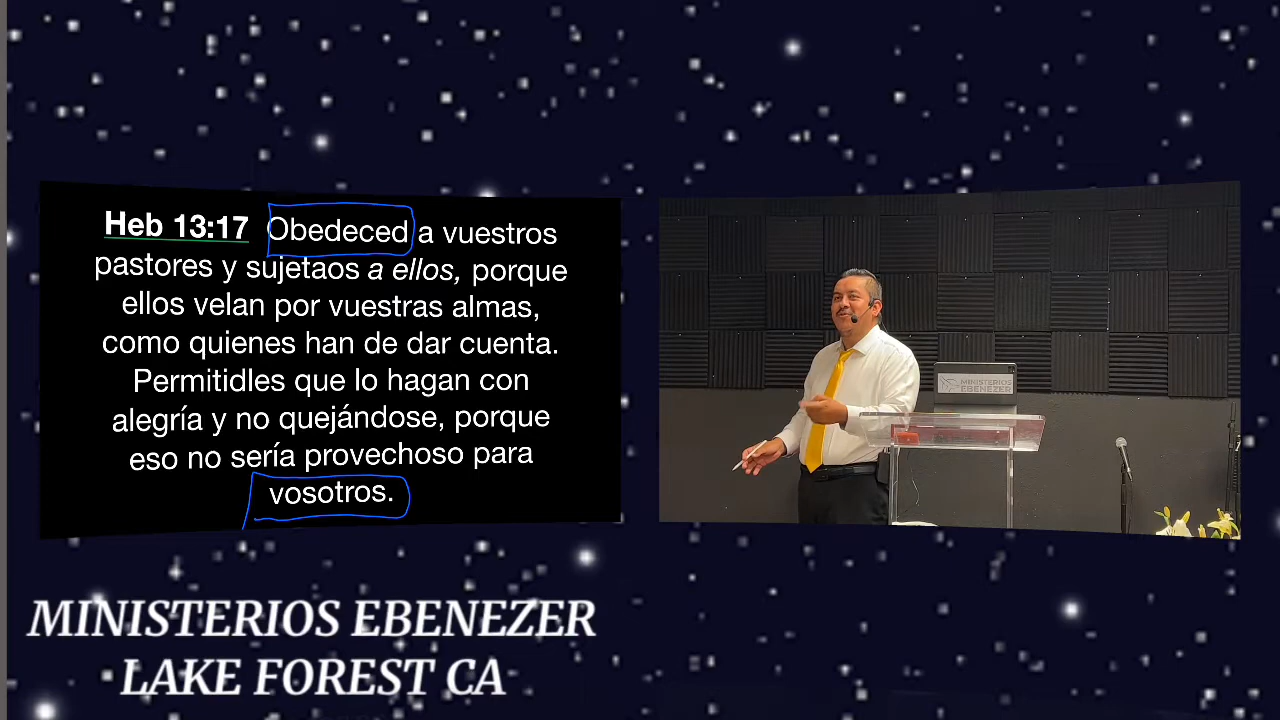 Heb 13:17 Obedeced a vuestros
pastores y sujetaos a ellos, porque
ellos velan por vuestras almas,
como quienes han de dar cuenta.
Permitidles que lo hagan con
alegría y no quejándose, porque
eso no sería provechoso para
vosotros.
MINISTERIOS
EBENEZER
MINISTERIOS EBENEZER
LAKE FOREST CA